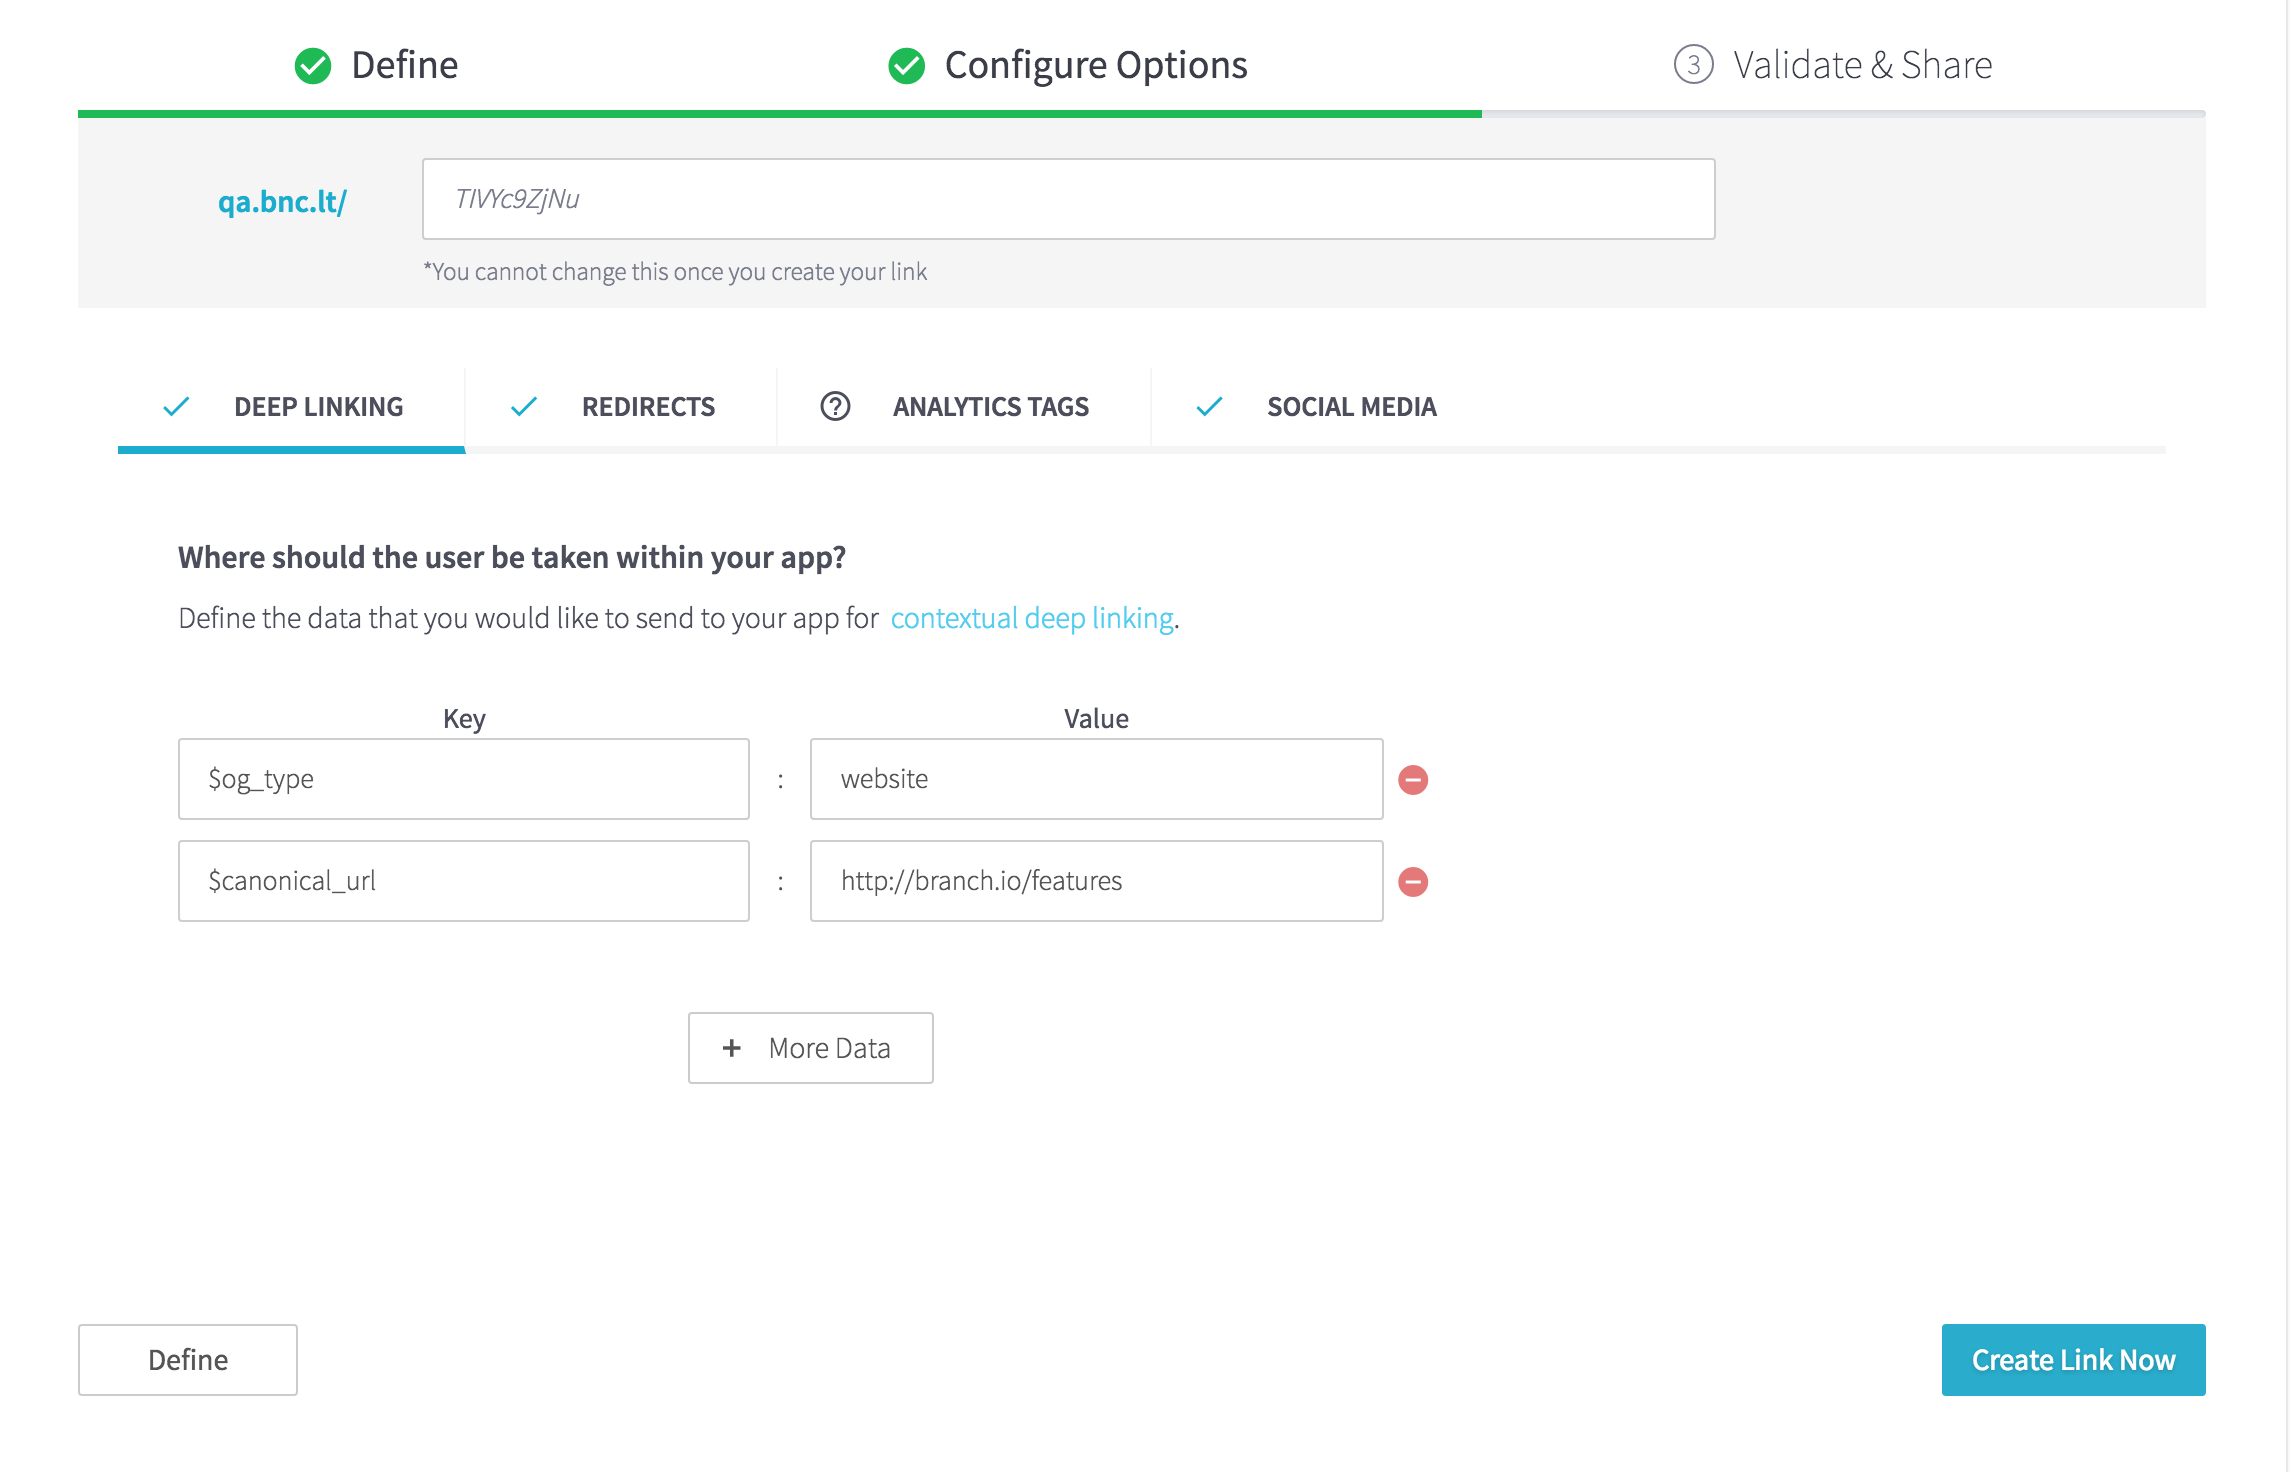 Define
Configure Options
3 Validate & Share
qa.bnc.lt/
TIVYc9ZjNu
*You cannot change this once you create your link
DEEP LINKING
REDIRECTS
? ANALYTICS TAGS
SOCIAL MEDIA
Where should the user be taken within your app?
Define the data that you would like to send to your app for contextual deep linking.
Key Value
$og_type : website
$canonical_url : http://branch.io/features
+ More Data
Define
Create Link Now